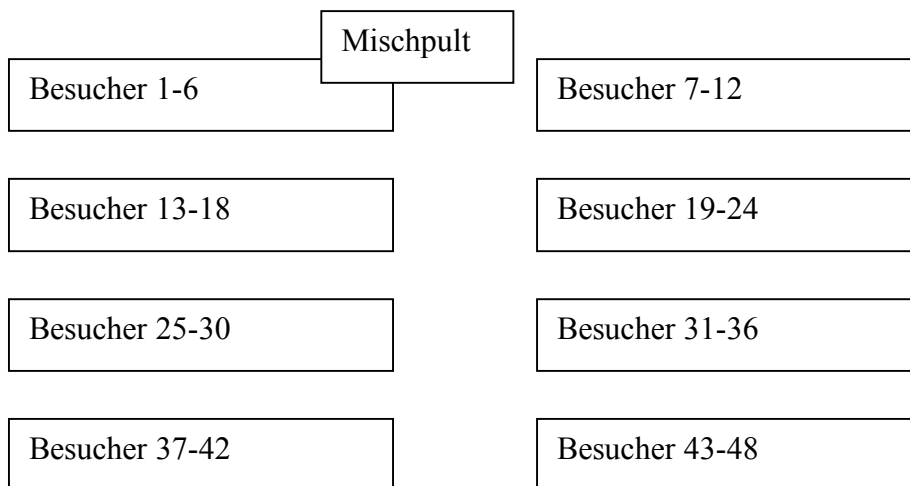 Mischpult
Besucher 1-6
Besucher 7-12
Besucher 13-18
Besucher 19-24
Besucher 25-30
Besucher 31-36
Besucher 37-42
Besucher 43-48